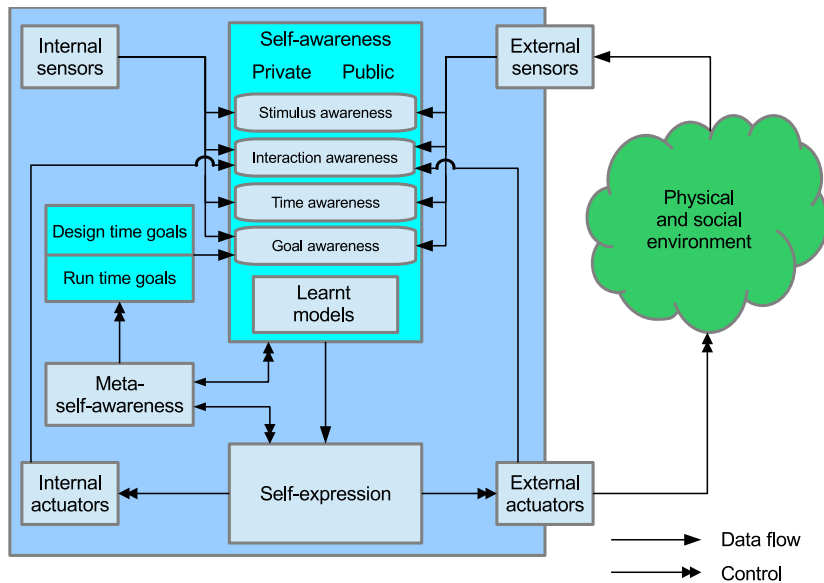 Internal
sensors
Self-awareness
Private Public
External
sensors
Stimulus awareness
Interaction awareness
Time awareness
Goal awareness
Design time goals
Run time goals
Learnt
models
Physical
and social
environment
Meta-
self-awareness
Internal
actuators
Self-expression
External
actuators
Data flow
Control